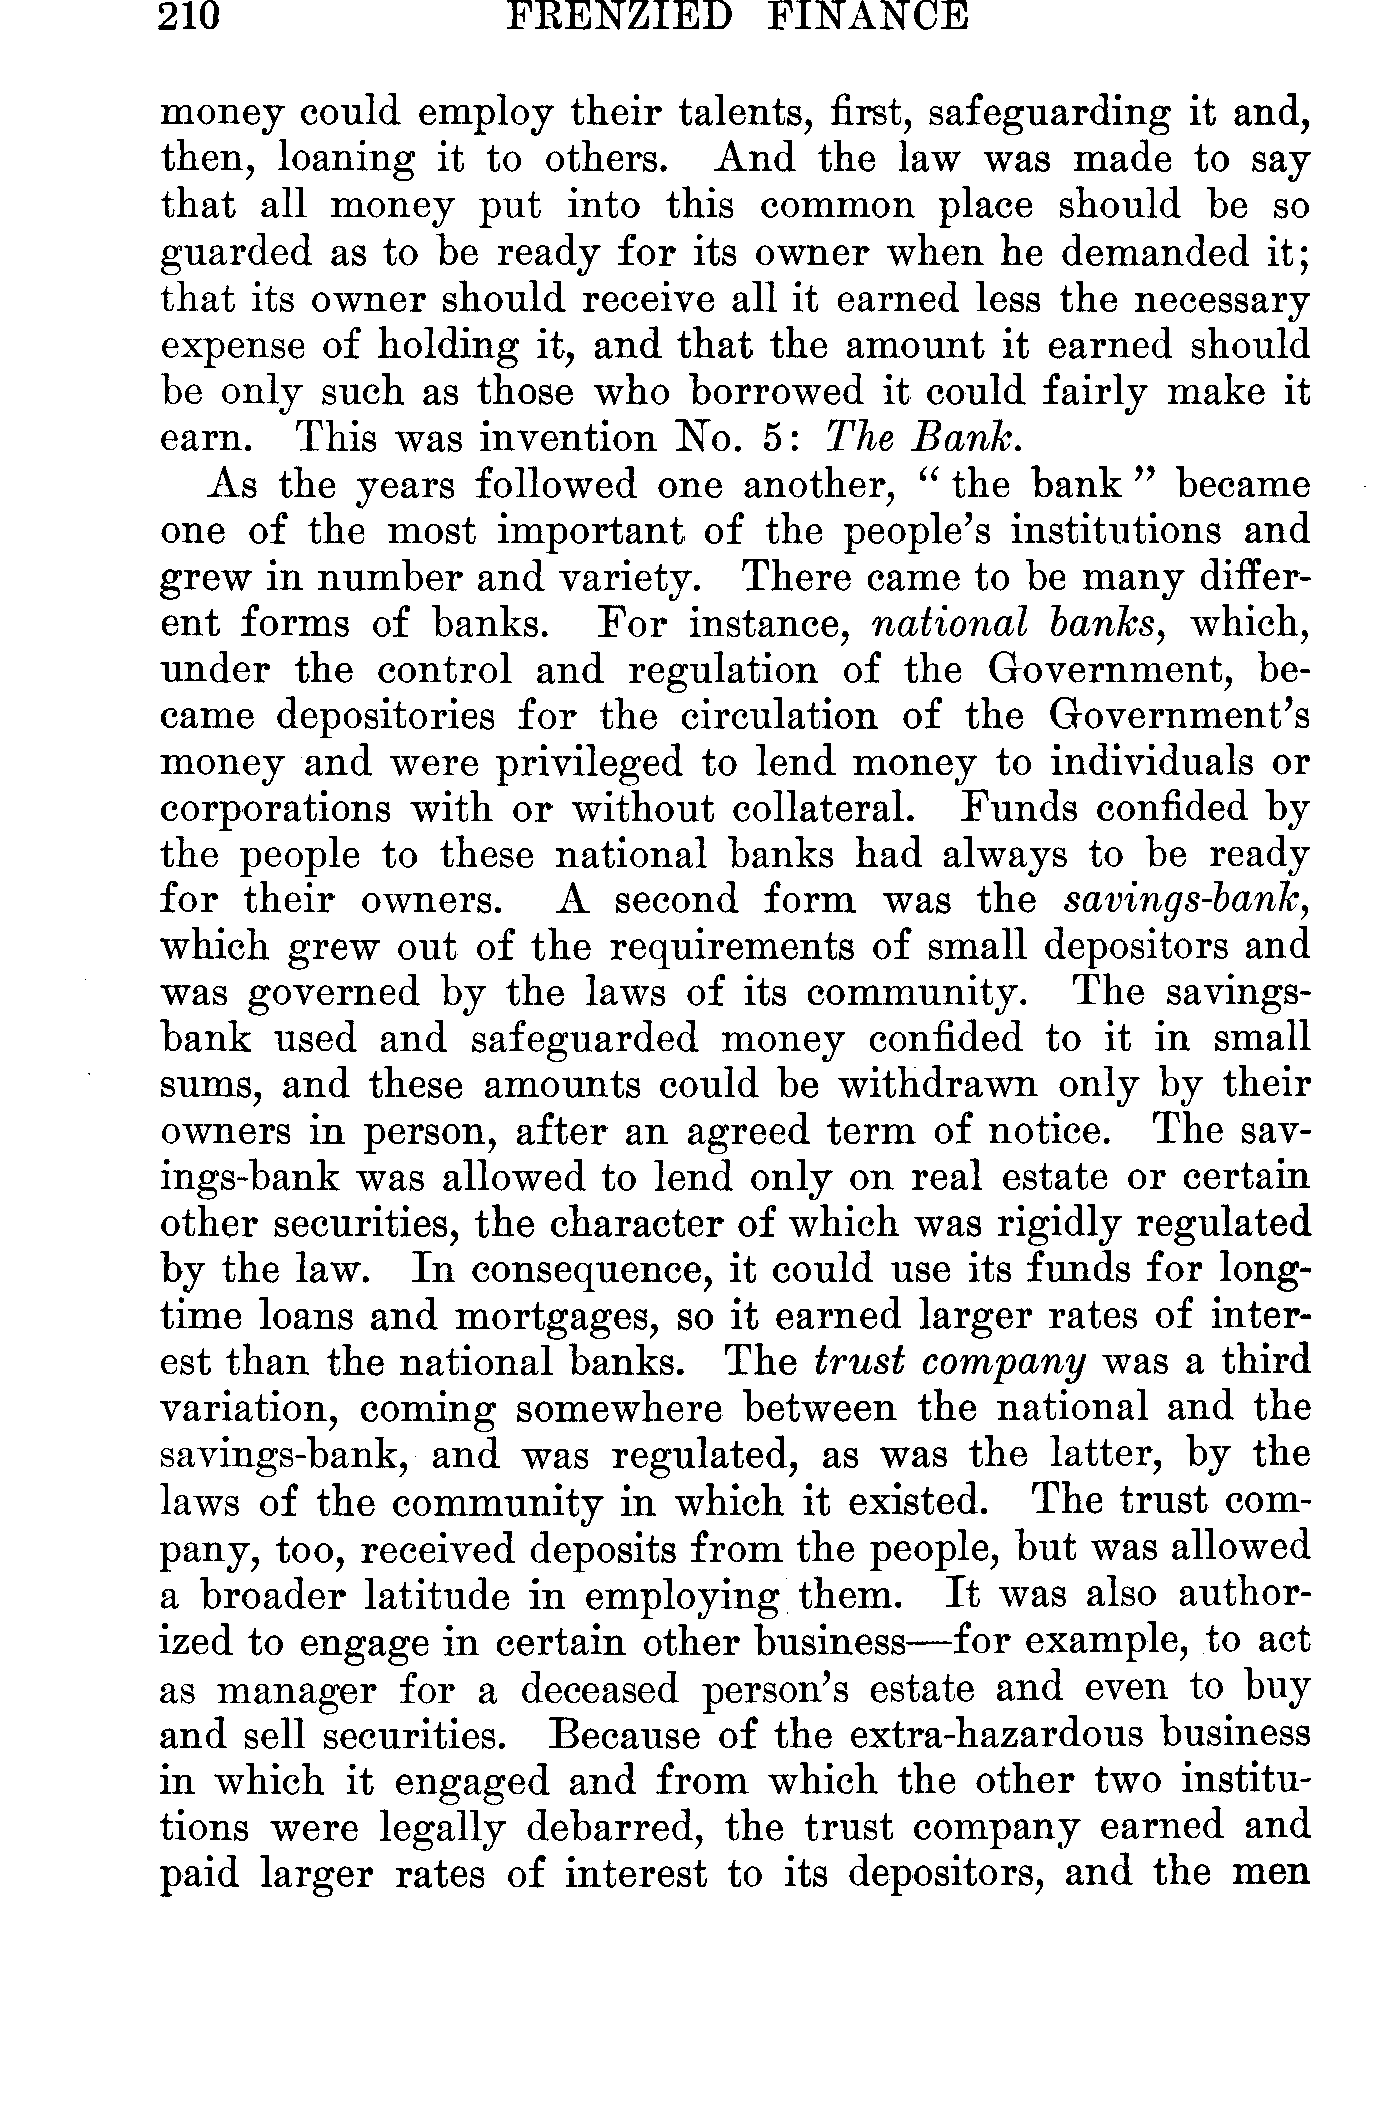 210 FRENZIED FINANCE
money could employ their talents, first, safeguarding it and,
then, loaning it to others. And the law was made to say
that all money put into this common place should be so
guarded as to be ready for its owner when he demanded it;
that its owner should receive all it earned less the necessary
expense of holding it, and that the amount it earned should
be only such as those who borrowed it could fairly make it
earn. This was invention No. 5: The Bank.
As the years followed one another, “ the bank ” became
one of the most important of the people’s institutions and
grew in number and variety. There came to be many differ-
ent forms of banks. For instance, national banks, which,
under the control and regulation of the Government, be-
came depositories for the circulation of the Government’s
money and were privileged to lend money to individuals or
corporations with or without collateral. Funds confided by
the people to these national banks had always to be ready
for their owners. A second form was the savings-bank,
which grew out of the requirements of small depositors and
was governed by the laws of its community. The savings-
bank used and safeguarded money confided to it in small
sums, and these amounts could be withdrawn only by their
owners in person, after an agreed term of notice. The sav-
ings-bank was allowed to lend only on real estate or certain
other securities, the character of which was rigidly regulated
by the law. In consequence, it could use its funds for long-
time loans and mortgages, so it earned larger rates of inter-
est than the national banks. The trust company was a third
variation, coming somewhere between the national and the
savings-bank, and was regulated, as was the latter, by the
laws of the community in which it existed. The trust com-
pany, too, received deposits from the people, but was allowed
a broader latitude in employing them. It was also author-
ized to engage in certain other business—for example, to act
as manager for a deceased person’s estate and even to buy
and sell securities. Because of the extra-hazardous business
in which it engaged and from which the other two institu-
tions were legally debarred, the trust company earned and
paid larger rates of interest to its depositors, and the men